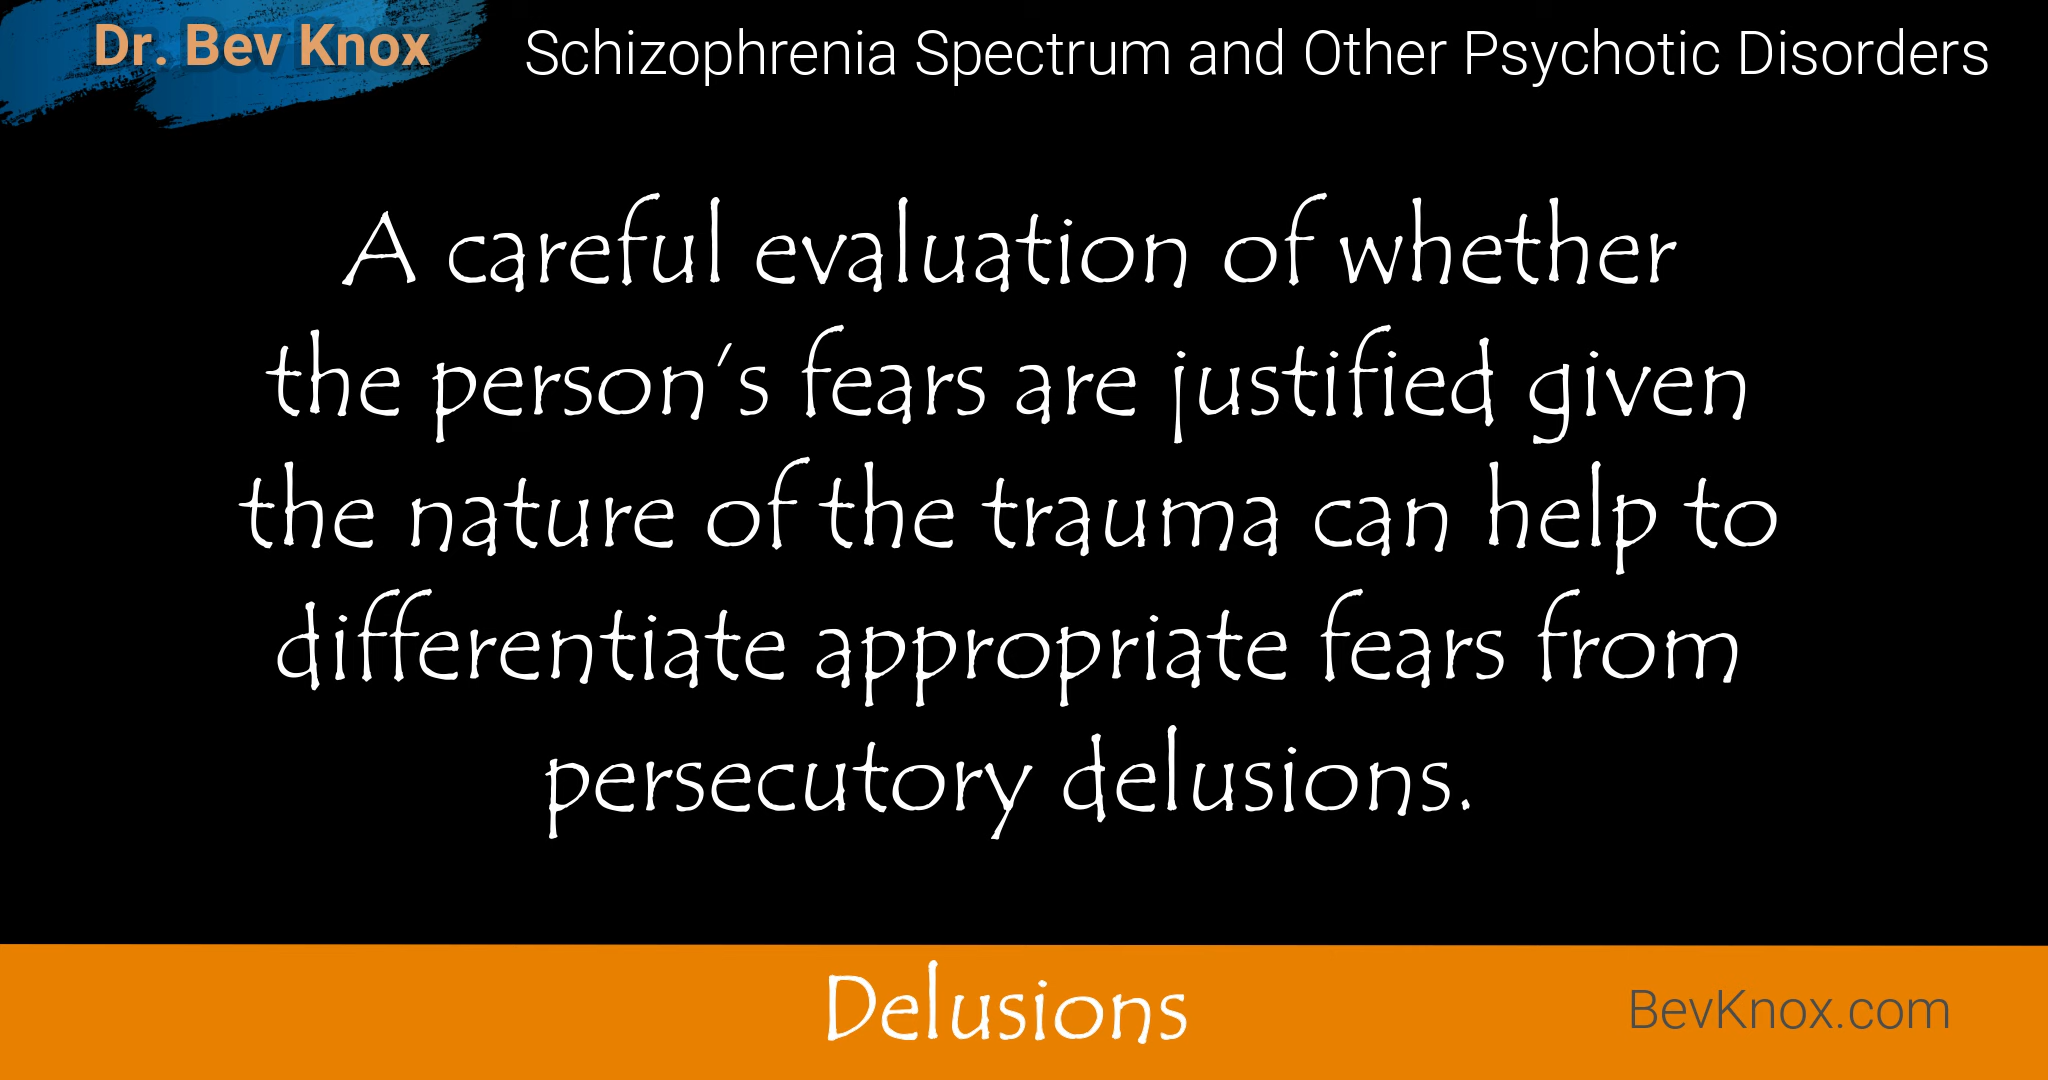 Dr. Bev Knox
Schizophrenia Spectrum and Other Psychotic Disorders
A careful evaluation of whether
the person's fears are justified given
the nature of the trauma can help to
differentiate appropriate fears from
persecutory delusions.
Delusions
BevKnox.com